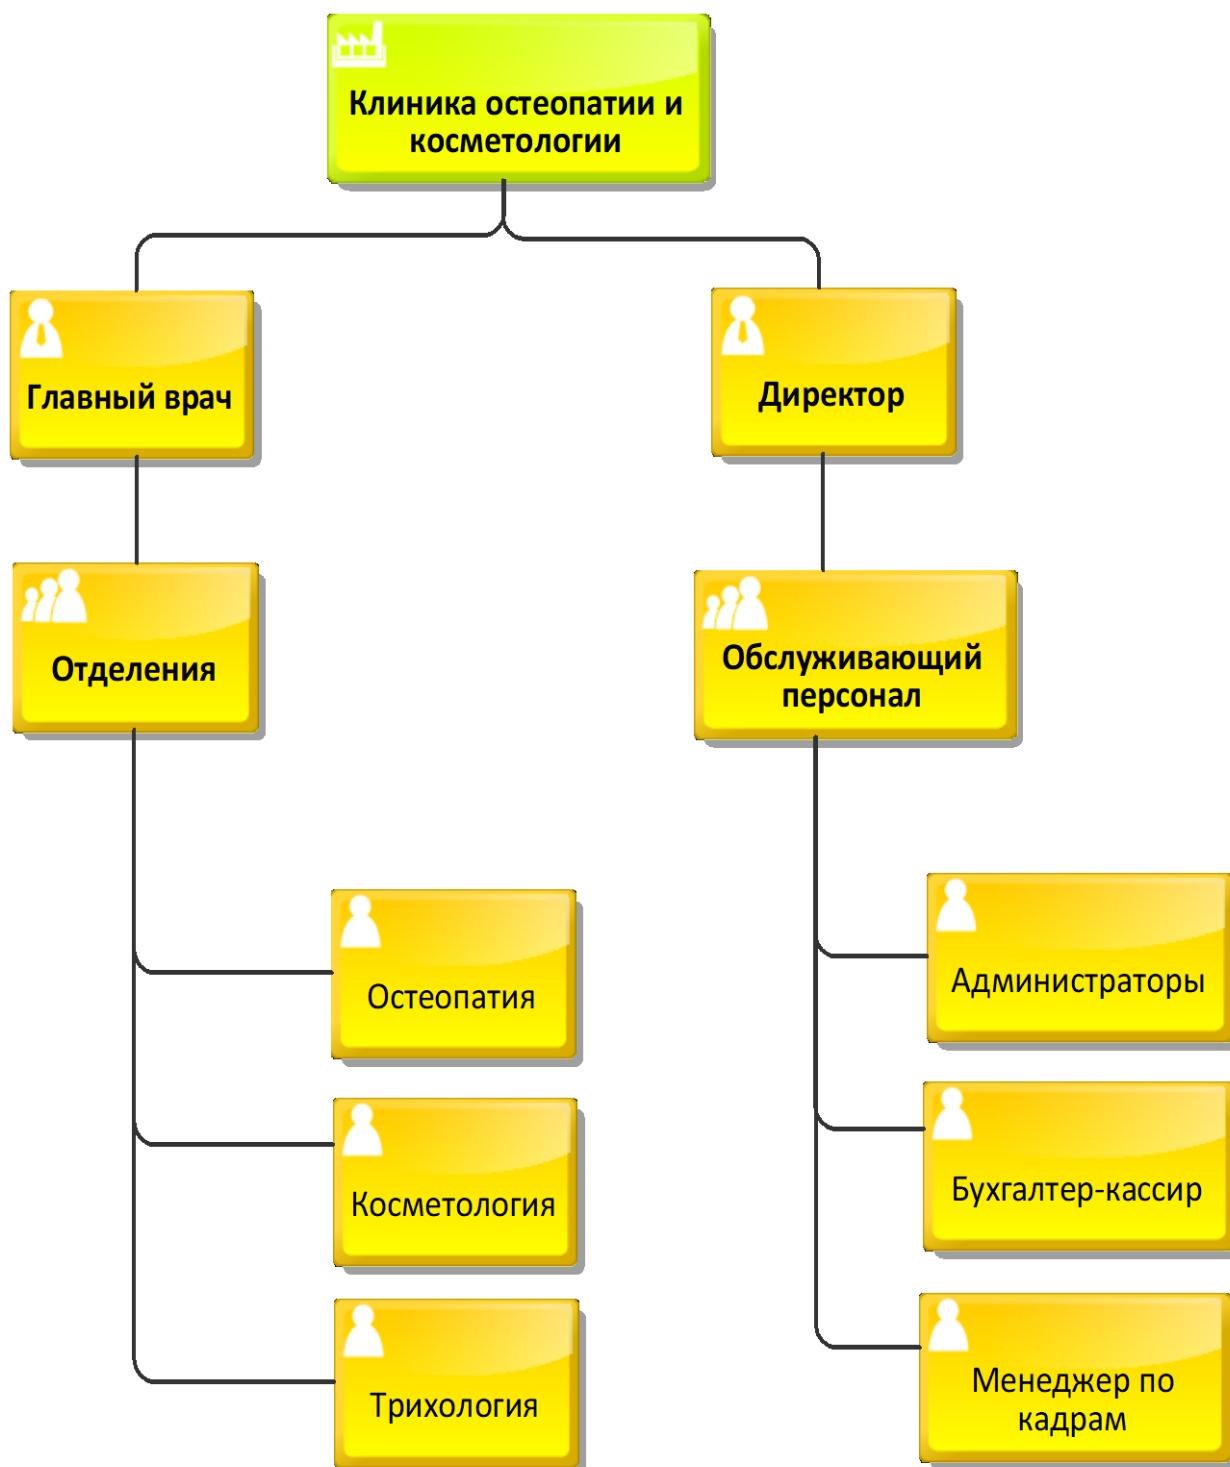 Клиника остеопатии и
косметологии
Главный врач
Директор
Отделения
Обслуживающий
персонал
Остеопатия
Администраторы
Косметология
Бухгалтер-кассир
Трихология
Менеджер по
кадрам